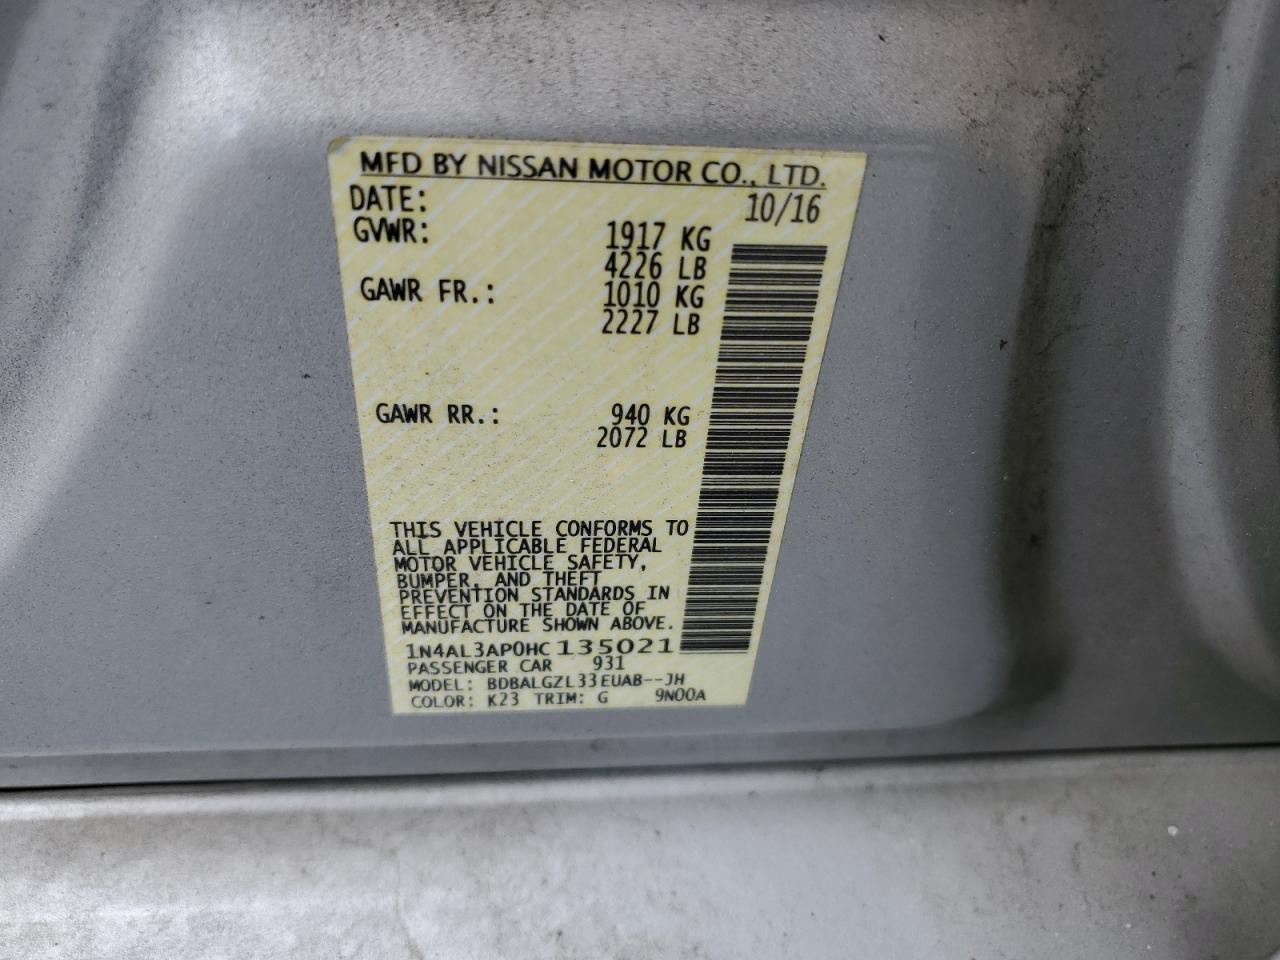 MFD BY NISSAN MOTOR CO., LTD.
DATE: 10/16
GVWR: 1917 KG
4226 LB
GAWR FR.: 1010 KG
2227 LB
GAWR RR.: 940 KG
2072 LB
THIS VEHICLE CONFORMS TO
ALL APPLICABLE FEDERAL
MOTOR VEHICLE SAFETY,
BUMPER, AND THEFT
PREVENTION STANDARDS IN
EFFECT ON THE DATE OF
MANUFACTURE SHOWN ABOVE.
1N4AL3AP0HC135021
PASSENGER CAR 931
MODEL: BDBALGZL33EUAB--JH
COLOR: K23 TRIM: G 9N00A